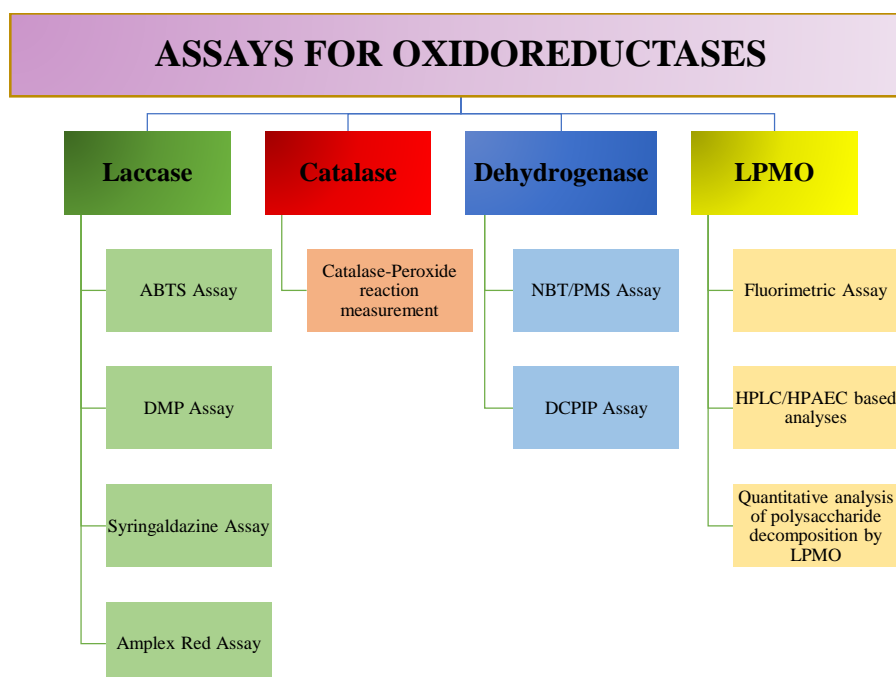 ASSAYS FOR OXIDOREDUCTASES
Laccase
ABTS Assay
DMP Assay
Syringaldazine Assay
Amplex Red Assay
Catalase
Catalase-Peroxide
reaction
measurement
Dehydrogenase
NBT/PMS Assay
DCPIP Assay
LPMO
Fluorimetric Assay
HPLC/HPAEC based
analyses
Quantitative analysis
of polysaccharide
decomposition by
LPMO